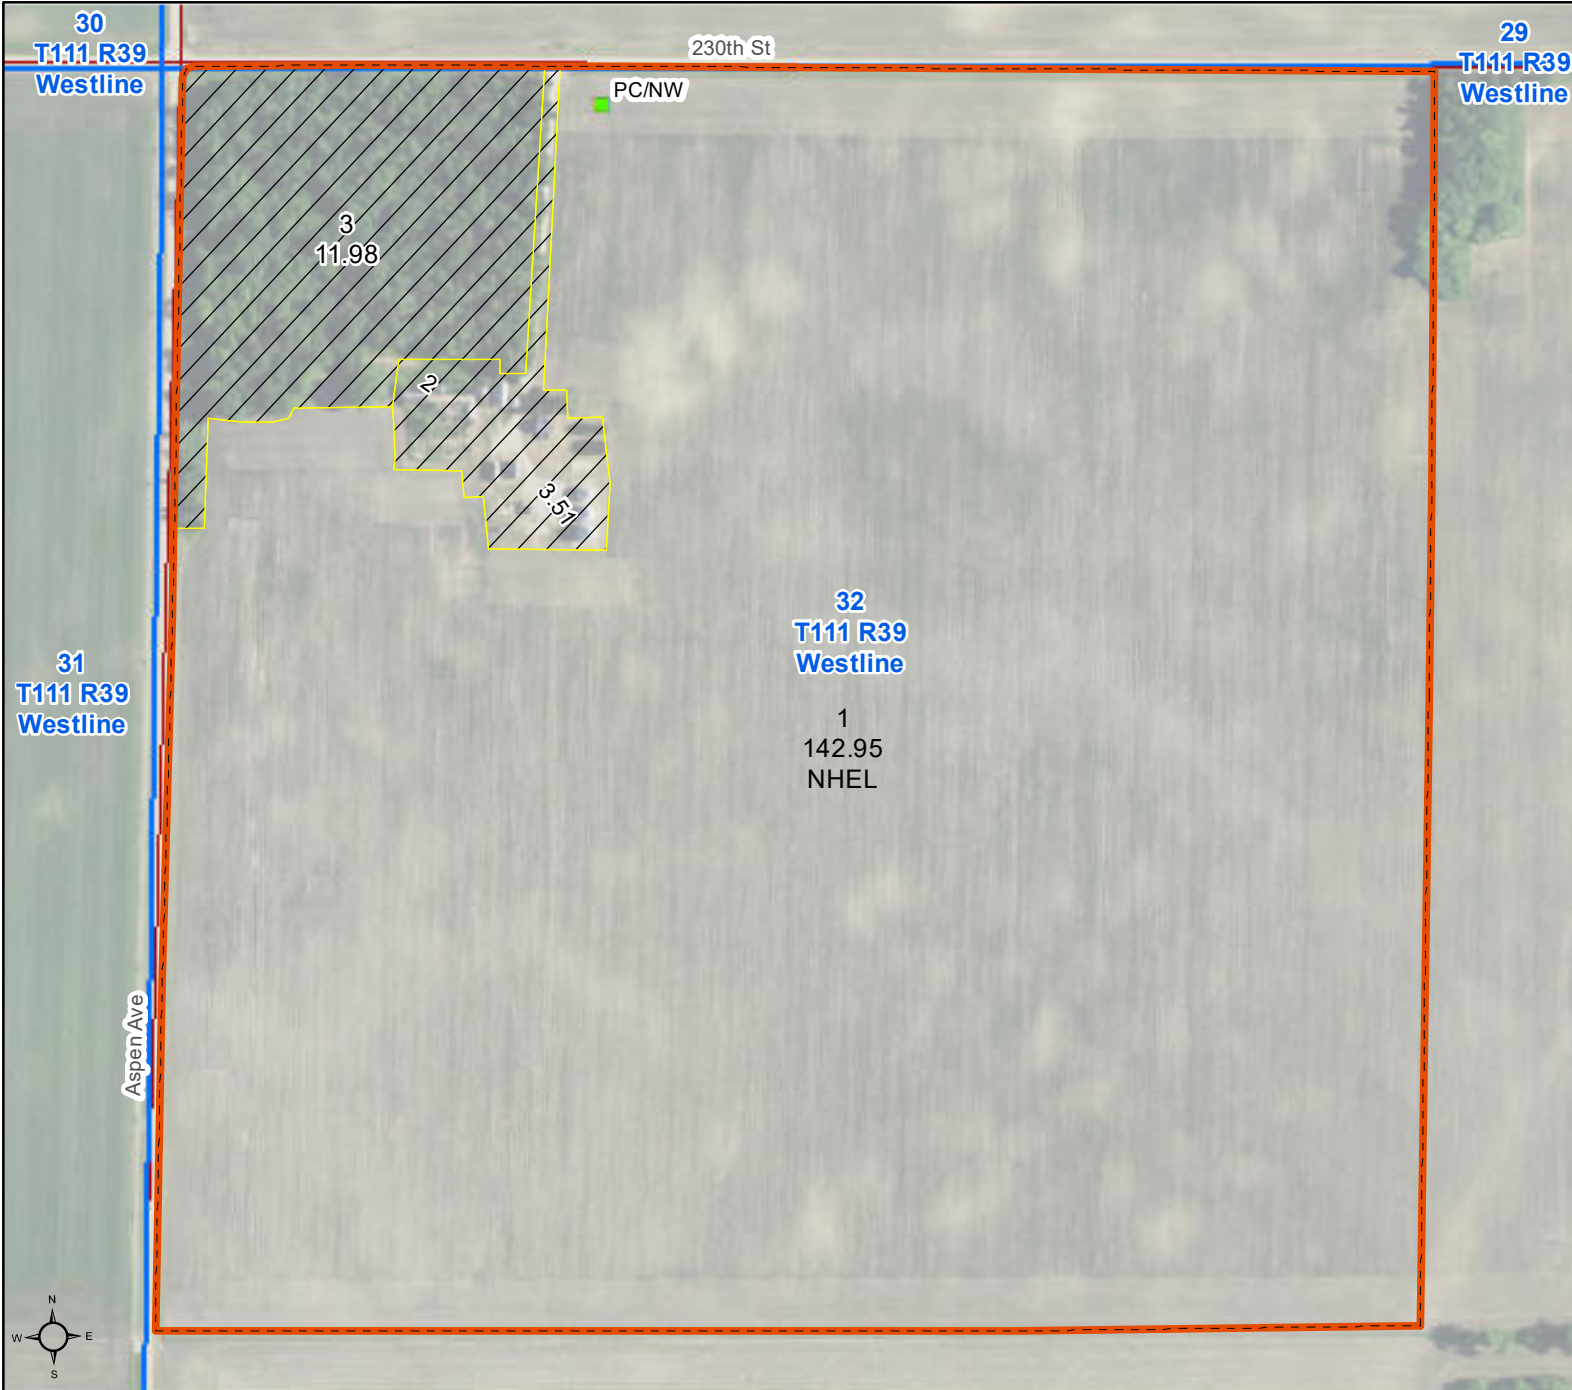 30
T111 R39
Westline
230th St
29
T111 R39
Westline
PC/NW
3
11.98
2
3.51
32
T111 R39
Westline
31
T111 R39
Westline
1
142.95
NHEL
Aspen Ave
N
W E
S